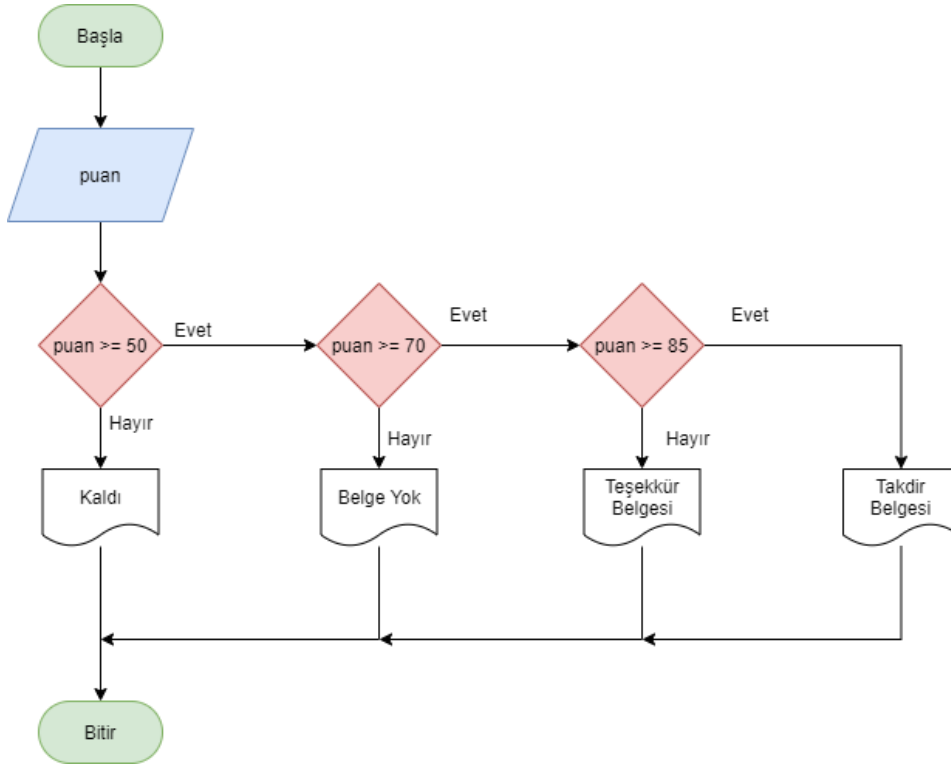 Başla
puan
puan >= 50
Evet
puan >= 70
Evet
puan >= 85
Evet
Hayır
Hayır
Hayır
Kaldı
Belge Yok
Teşekkür
Belgesi
Takdir
Belgesi
Bitir